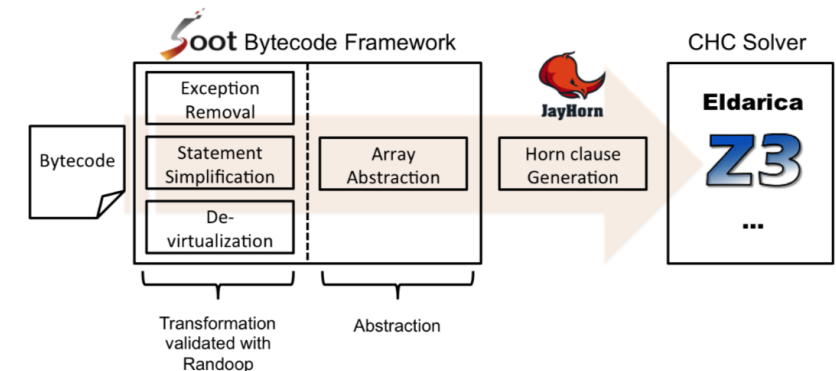 Soot Bytecode Framework
CHC Solver
Exception
Removal
JayHorn
Eldarica
Bytecode
Statement
Simplification
Array
Abstraction
Horn clause
Generation
Z3
De-
virtualization
...
Transformation
validated with
Randoop
Abstraction